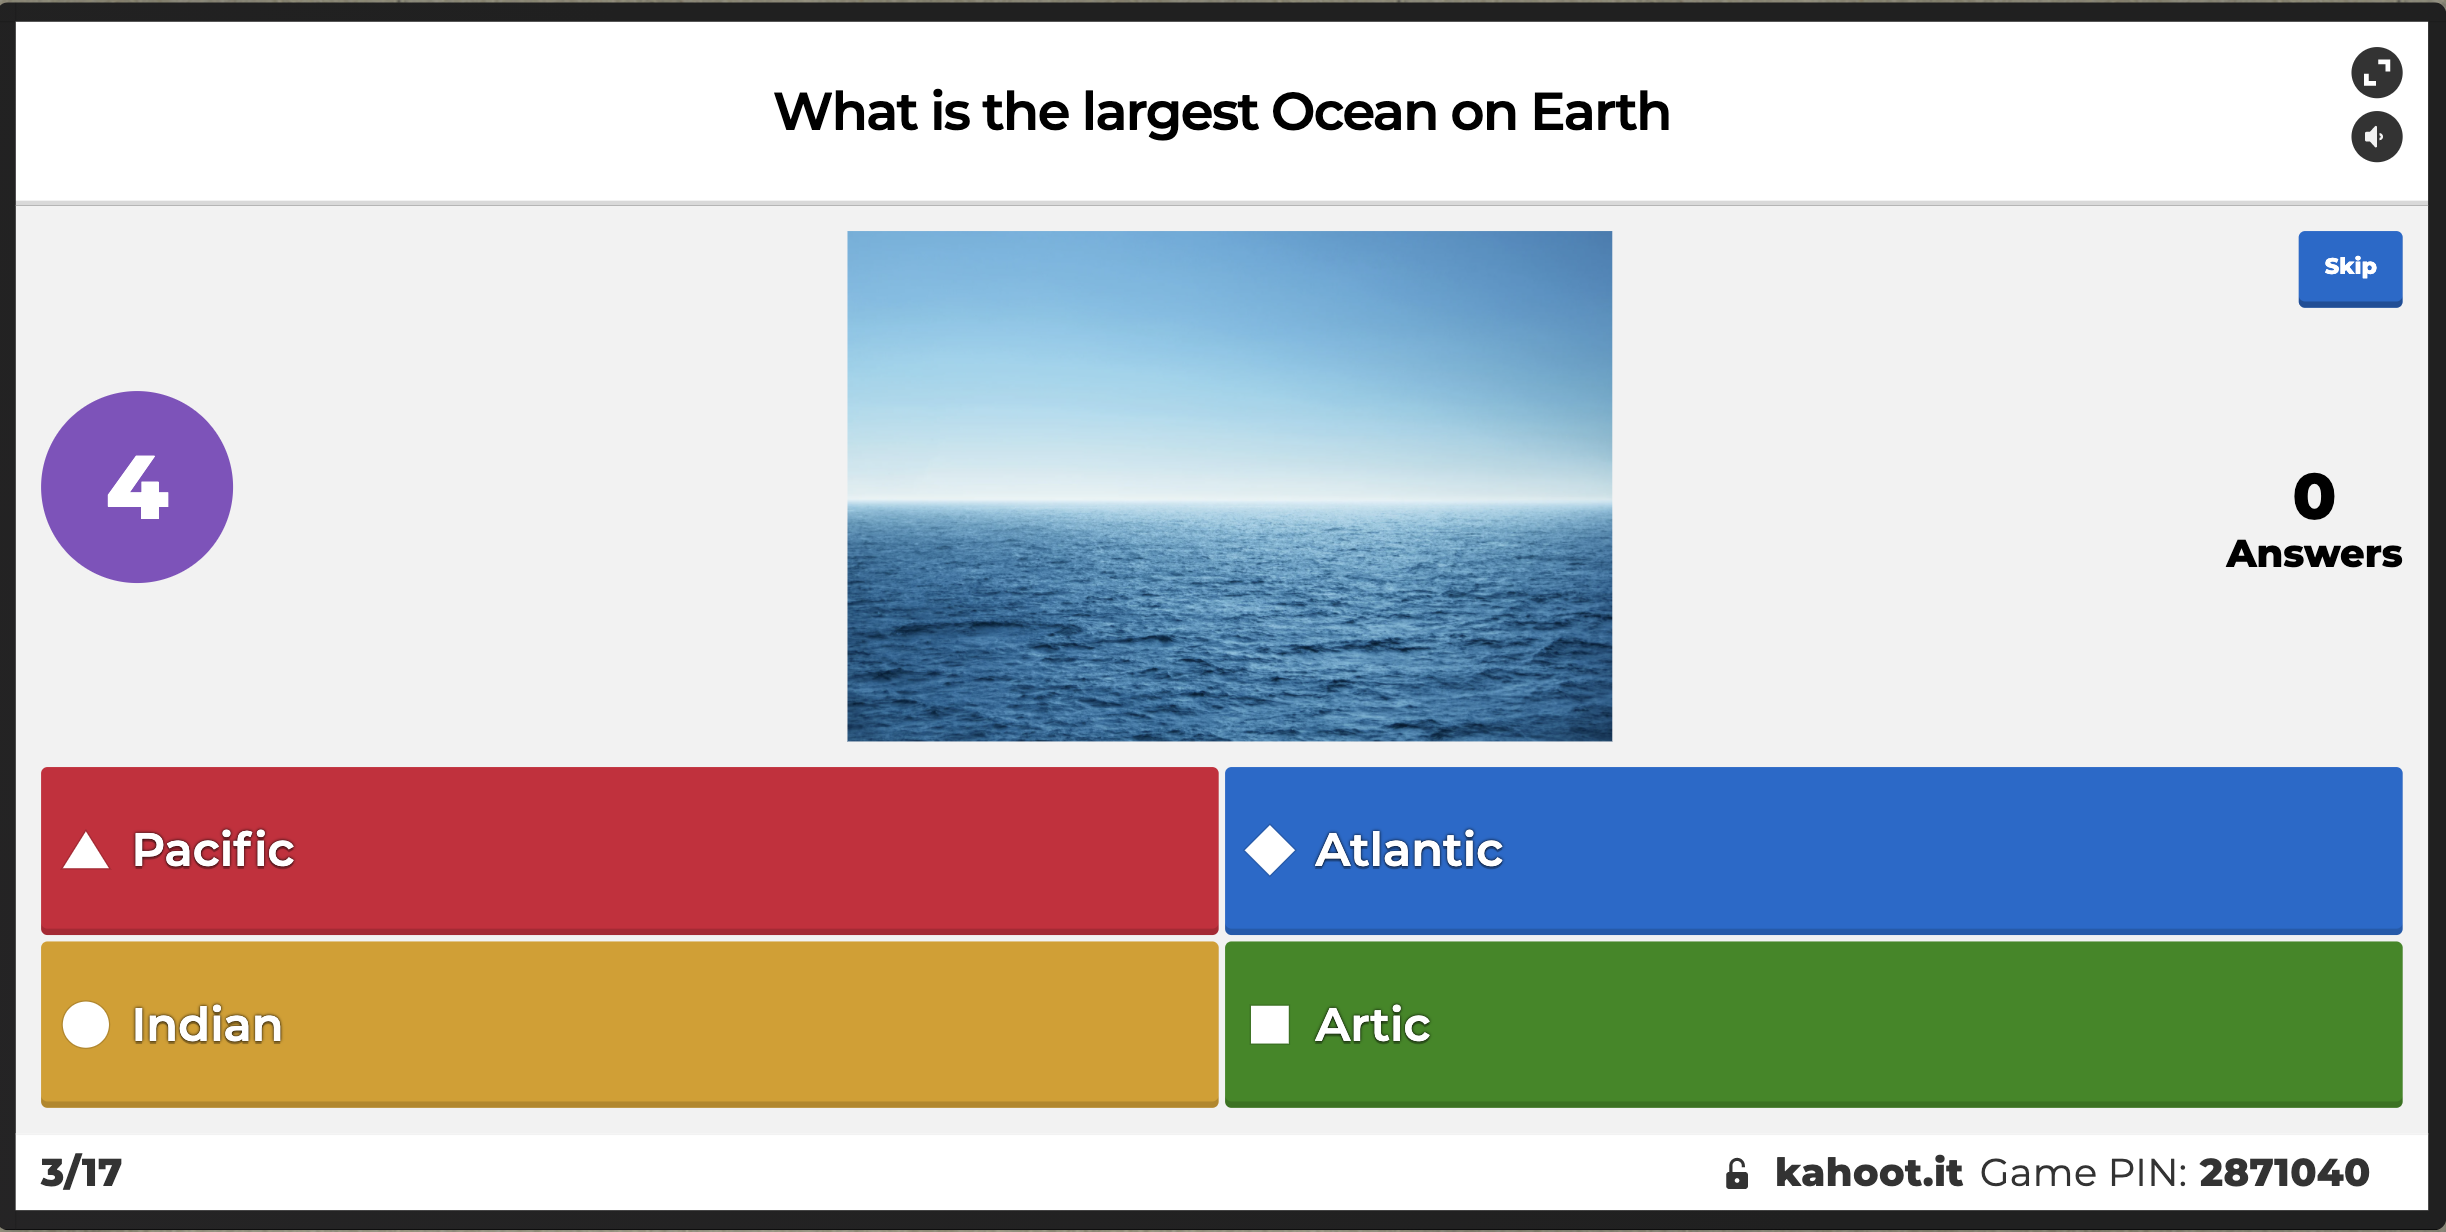 What is the largest Ocean on Earth
Skip
4
0
Answers
Pacific
Atlantic
Indian
Artic
3/17
kahoot.it Game PIN: 2871040